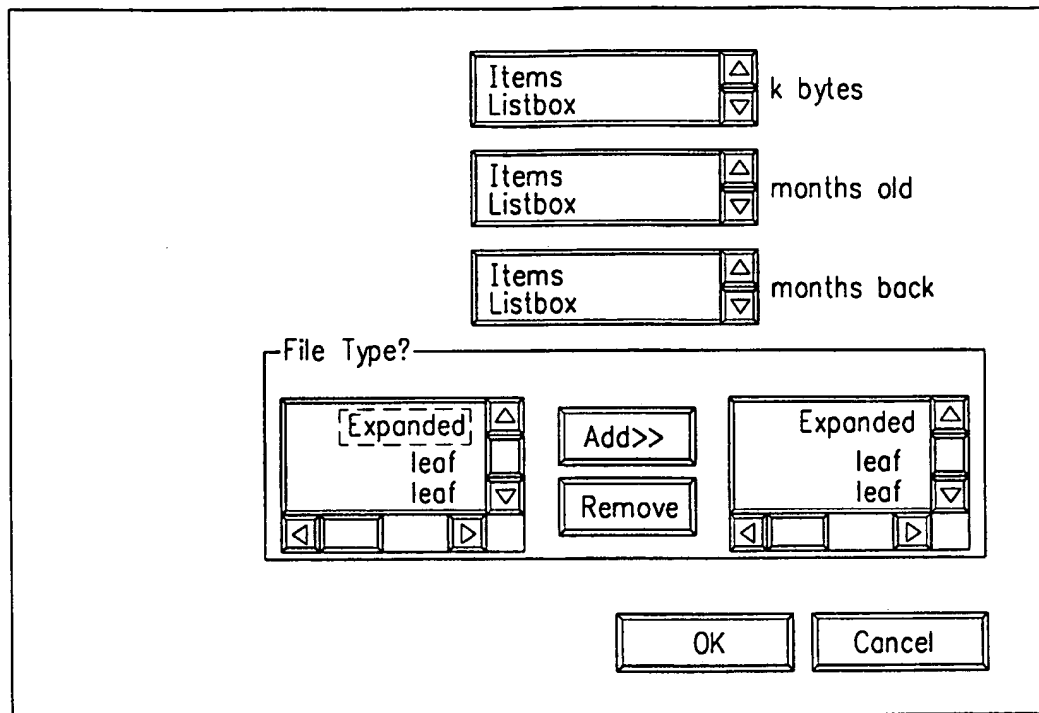 Items
Listbox
k bytes
Items
Listbox
months old
Items
Listbox
months back
File Type?
Expanded
leaf
leaf
Add>>
Remove
Expanded
leaf
leaf
OK
Cancel